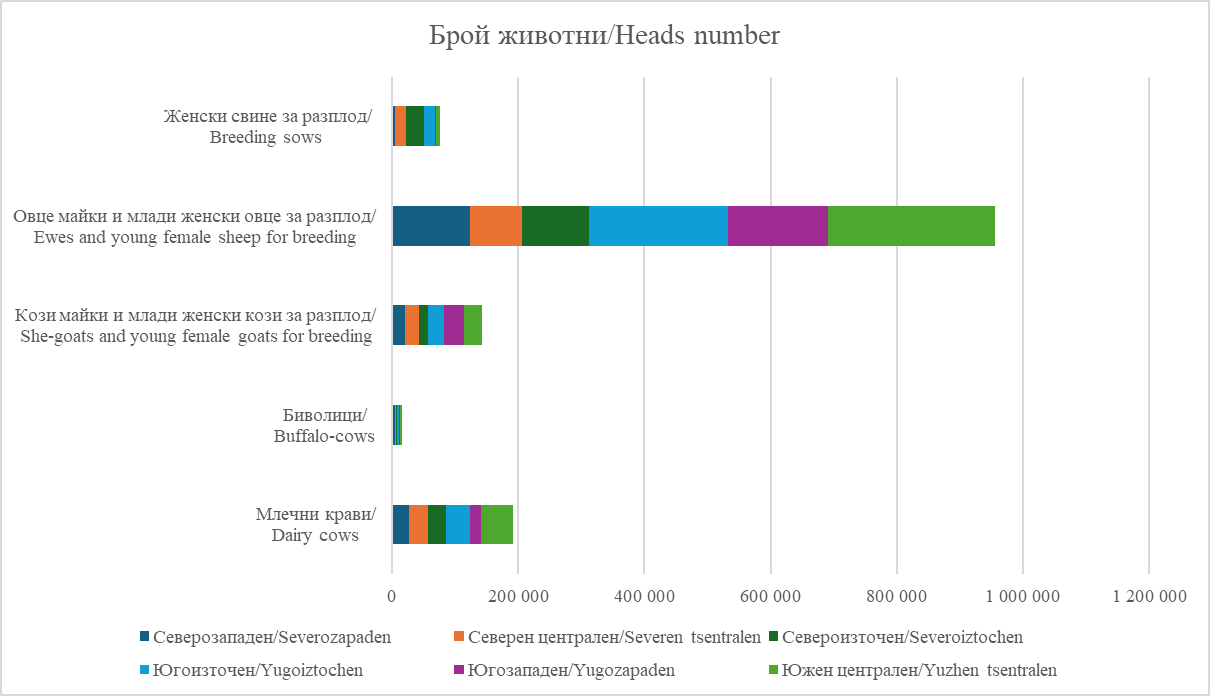 Брой животни/Heads number
Женски свине за разплод/
Breeding sows
Овце майки и млади женски овце за разплод/
Ewes and young female sheep for breeding
Кози майки и млади женски кози за разплод/
She-goats and young female goats for breeding
Биволици/
Buffalo-cows
Млечни крави/
Dairy cows
0 200 000 400 000 600 000 800 000 1 000 000 1 200 000
Северозападен/Severozapaden Северен централен/Severen tsentralen Североизточен/Severoiztochen
Югоизточен/Yugoiztochen Югозападен/Yugozapaden Южен централен/Yuzhen tsentralen